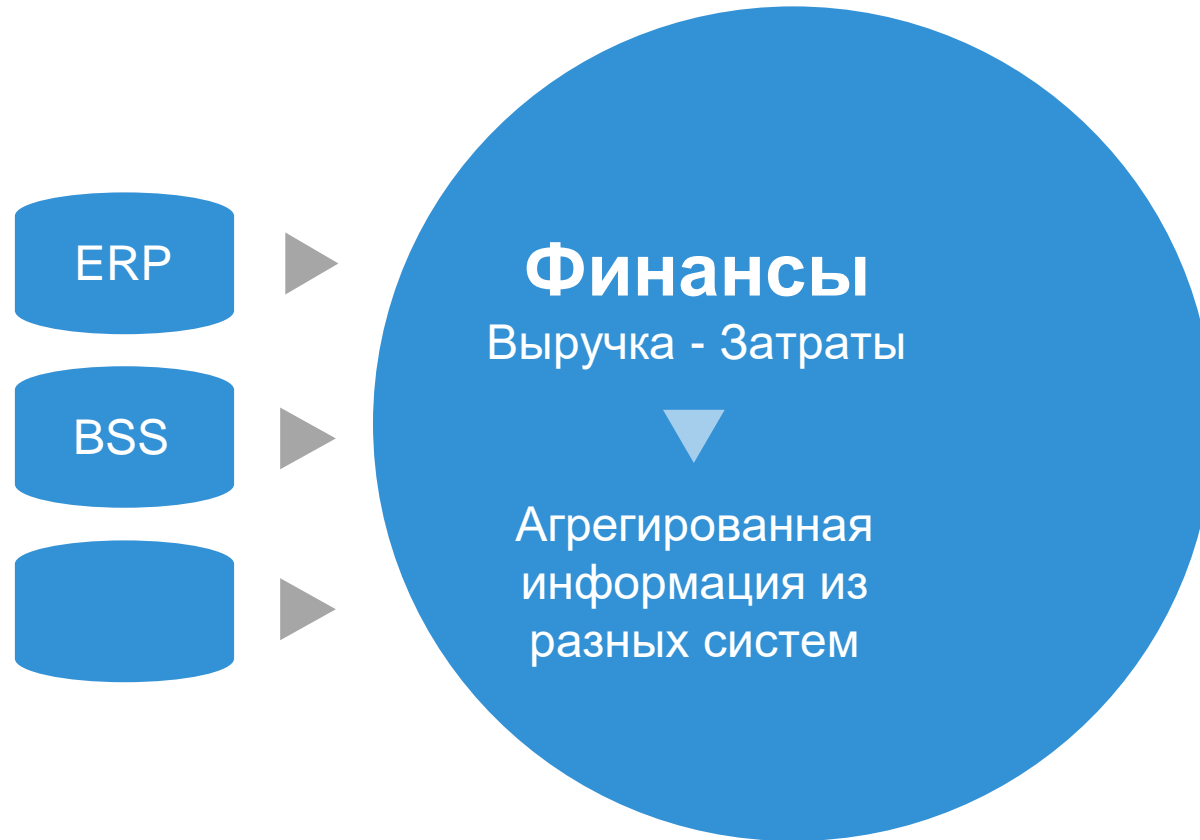 ERP
BSS
Финансы
Выручка - Затраты
Агрегированная
информация из
разных систем